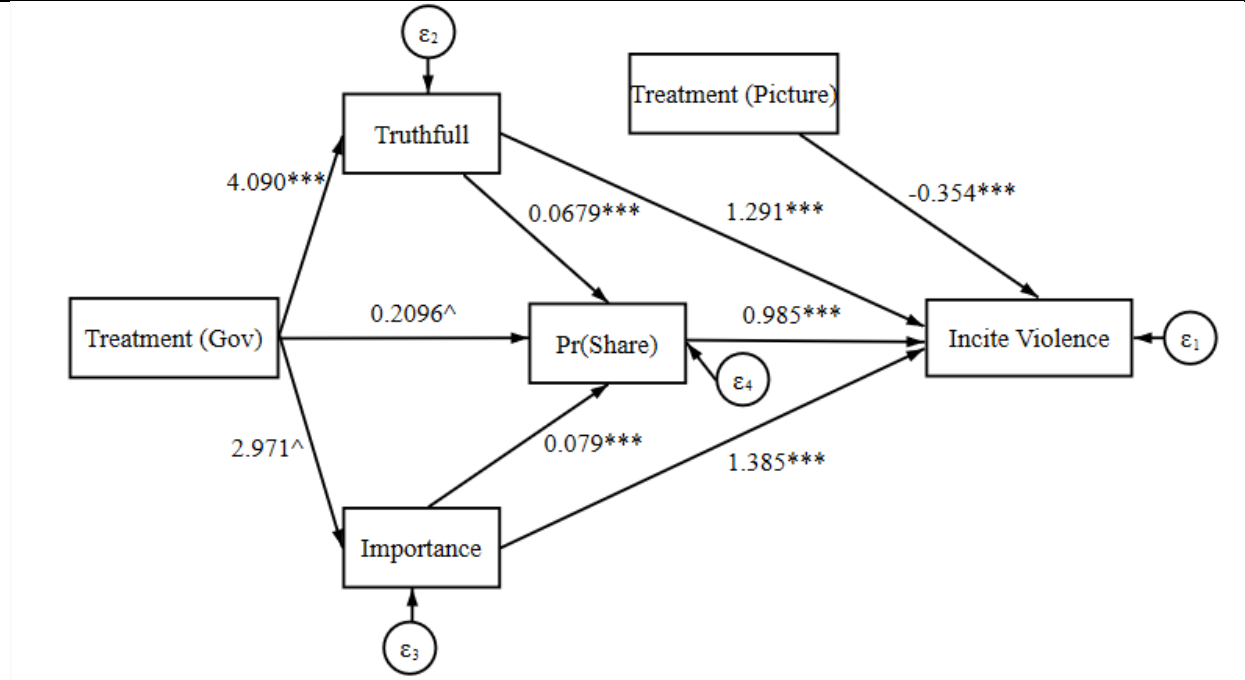 ε₂
Treatment (Picture)
Truthfull
4.090***
-0.354***
0.0679***
1.291***
0.2096^
0.985***
Treatment (Gov)
Pr(Share)
Incite Violence
ε₁
ε₄
2.971^
0.079***
1.385***
Importance
ε₃